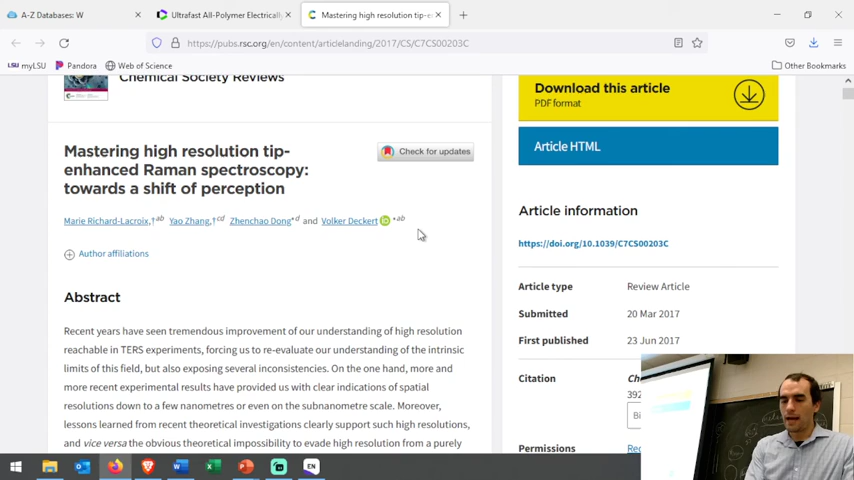 A-Z Databases: W
Ultrafast All-Polymer Electrically
Mastering high resolution tip-e
https://pubs.rsc.org/en/content/articlelanding/2017/CS/C7CS00203C
myLSU
Pandora
Web of Science
Other Bookmarks
Chemical Society Reviews
Mastering high resolution tip-
enhanced Raman spectroscopy:
towards a shift of perception
Check for updates
Marie Richard-Lacroix,†ab Yao Zhang,†cd Zhenchao Dong*d and Volker Deckert iD *ab
Author affiliations
Abstract
Recent years have seen tremendous improvement of our understanding of high resolution
reachable in TERS experiments, forcing us to re-evaluate our understanding of the intrinsic
limits of this field, but also exposing several inconsistencies. On the one hand, more and
more recent experimental results have provided us with clear indications of spatial
resolutions down to a few nanometres or even on the subnanometre scale. Moreover,
lessons learned from recent theoretical investigations clearly support such high resolutions,
and vice versa the obvious theoretical impossibility to evade high resolution from a purely
Download this article
PDF format
Article HTML
Article information
https://doi.org/10.1039/C7CS00203C
Article type Review Article
Submitted 20 Mar 2017
First published 23 Jun 2017
Citation Che
392
Bi
Permissions Req
EN